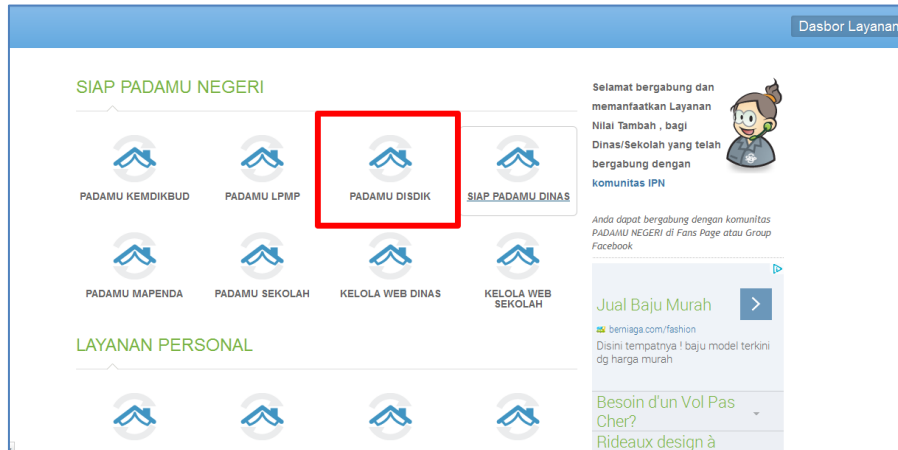 Dasbor Layanan
SIAP PADAMU NEGERI
PADAMU KEMDIKBUD
PADAMU LPMP
PADAMU DISDIK
SIAP PADAMU DINAS
PADAMU MAPENDA
PADAMU SEKOLAH
KELOLA WEB DINAS
KELOLA WEB
SEKOLAH
LAYANAN PERSONAL
Selamat bergabung dan
memanfaatkan Layanan
Nilai Tambah , bagi
Dinas/Sekolah yang telah
bergabung dengan
komunitas IPN
Anda dapat bergabung dengan komunitas
PADAMU NEGERI di Fans Page atau Group
Facebook
Jual Baju Murah
berniaga.com/fashion
Disini tempatnya ! baju model terkini
dg harga murah
Besoin d'un Vol Pas
Cher?
Rideaux design à